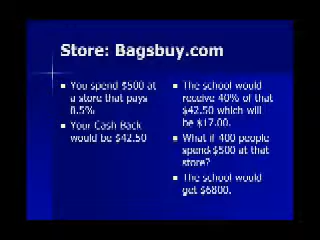 Store: Bagsbuy.com
You spend $500 at
a store that pays
8.5%
Your Cash Back
would be $42.50
The school would
receive 40% of that
$42.50 which will
be $17.00.
What if 400 people
spend $500 at that
store?
The school would
get $6800.